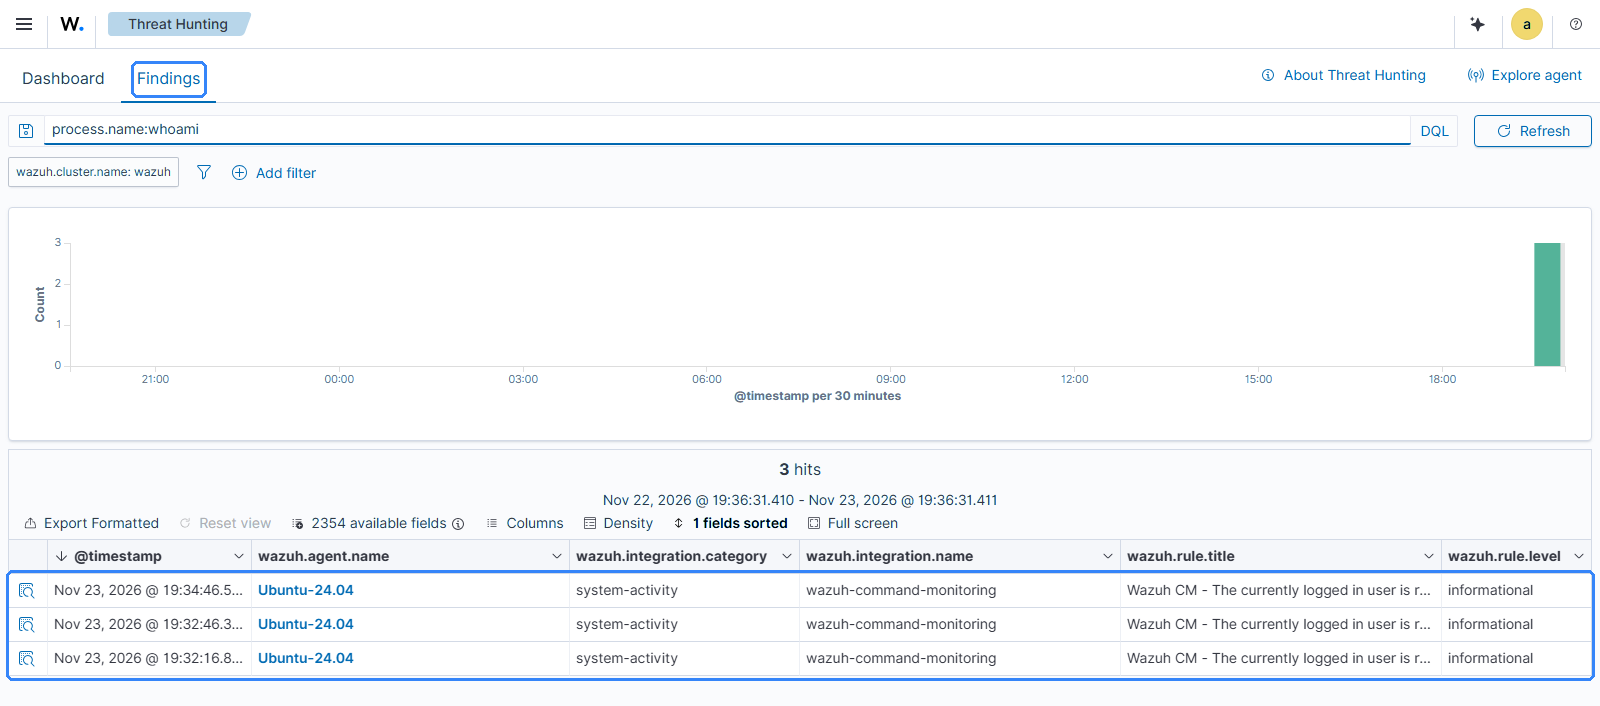 W.
Threat Hunting
a
Dashboard
Findings
About Threat Hunting
Explore agent
process.name:whoami
DQL
Refresh
wazuh.cluster.name: wazuh
Add filter
3
2
1
0
Count
21:00
00:00
03:00
06:00
09:00
12:00
15:00
18:00
@timestamp per 30 minutes
3 hits
Nov 22, 2026 @ 19:36:31.410 - Nov 23, 2026 @ 19:36:31.411
Export Formatted
Reset view
2354 available fields
Columns
Density
1 fields sorted
Full screen
@timestamp wazuh.agent.name wazuh.integration.category wazuh.integration.name wazuh.rule.title wazuh.rule.level
Nov 23, 2026 @ 19:34:46.5... Ubuntu-24.04 system-activity wazuh-command-monitoring Wazuh CM - The currently logged in user is r... informational
Nov 23, 2026 @ 19:32:46.3... Ubuntu-24.04 system-activity wazuh-command-monitoring Wazuh CM - The currently logged in user is r... informational
Nov 23, 2026 @ 19:32:16.8... Ubuntu-24.04 system-activity wazuh-command-monitoring Wazuh CM - The currently logged in user is r... informational